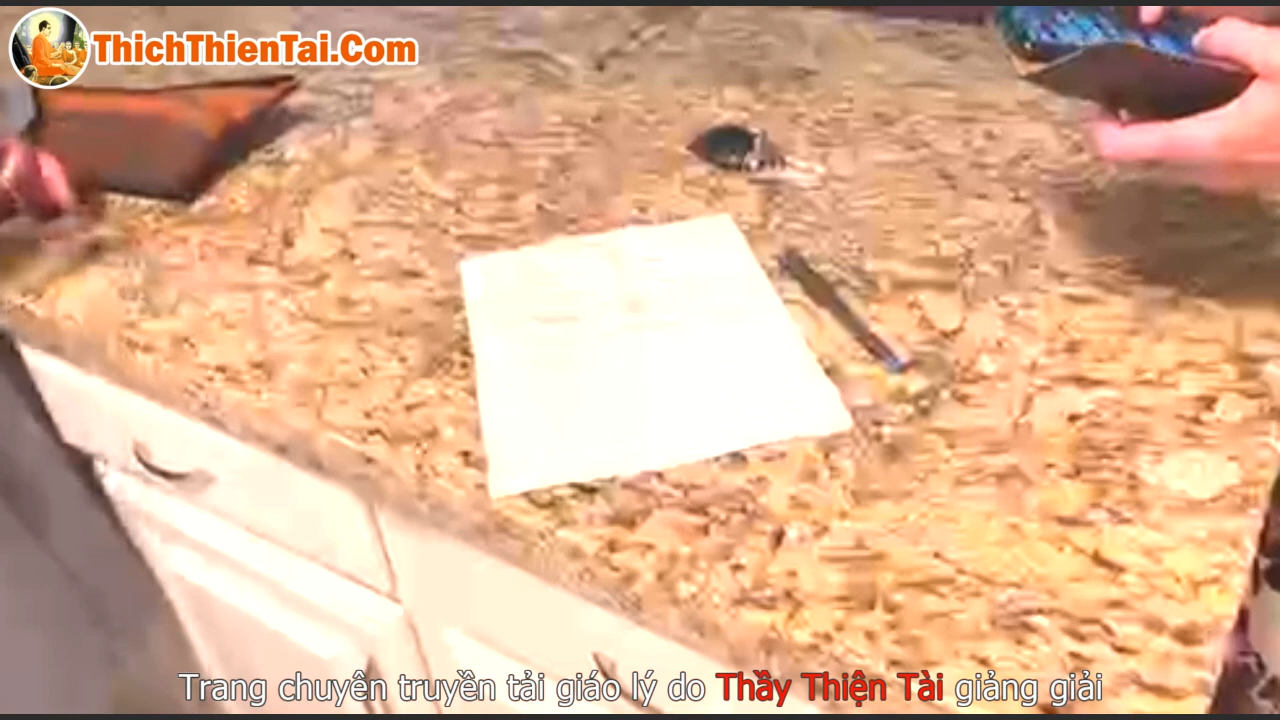 ThichThienTai.Com
Trang chuyên truyền tải giáo lý do Thầy Thiện Tài giảng giải